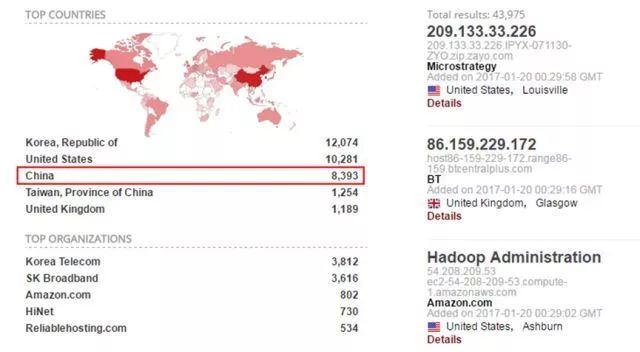 TOP COUNTRIES
Korea, Republic of 12,074
United States 10,281
China 8,393
Taiwan, Province of China 1,254
United Kingdom 1,189
TOP ORGANIZATIONS
Korea Telecom 3,812
SK Broadband 3,616
Amazon.com 802
HiNet 730
Reliablehosting.com 534
Total results: 43,975
209.133.33.226
209.133.33.226.IPYX-071130-
ZYO.zip.zayo.com
Microstrategy
Added on 2017-01-20 00:29:58 GMT
United States, Louisville
Details
86.159.229.172
host86-159-229-172.range86-
159.btcentralplus.com
BT
Added on 2017-01-20 00:29:16 GMT
United Kingdom, Glasgow
Details
Hadoop Administration
54.208.209.53
ec2-54-208-209-53.compute-
1.amazonaws.com
Amazon.com
Added on 2017-01-20 00:29:02 GMT
United States, Ashburn
Details